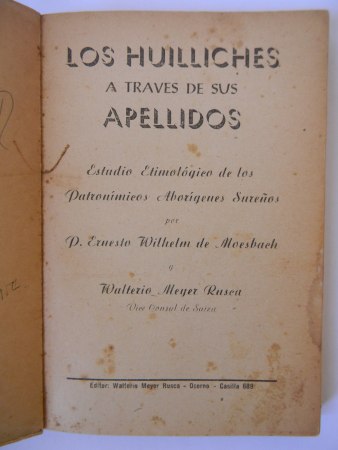 LOS HUILLICHES
A TRAVES DE SUS
APELLIDOS
Estudio Etimológico de los
Patronímicos Aborígenes Sureños
por
P. Ernesto Wilhelm de Moesbach
y
Walterio Meyer Rusca
Vice Consul de Suiza
Editor: Walterio Meyer Rusca - Osorno - Casilla 689